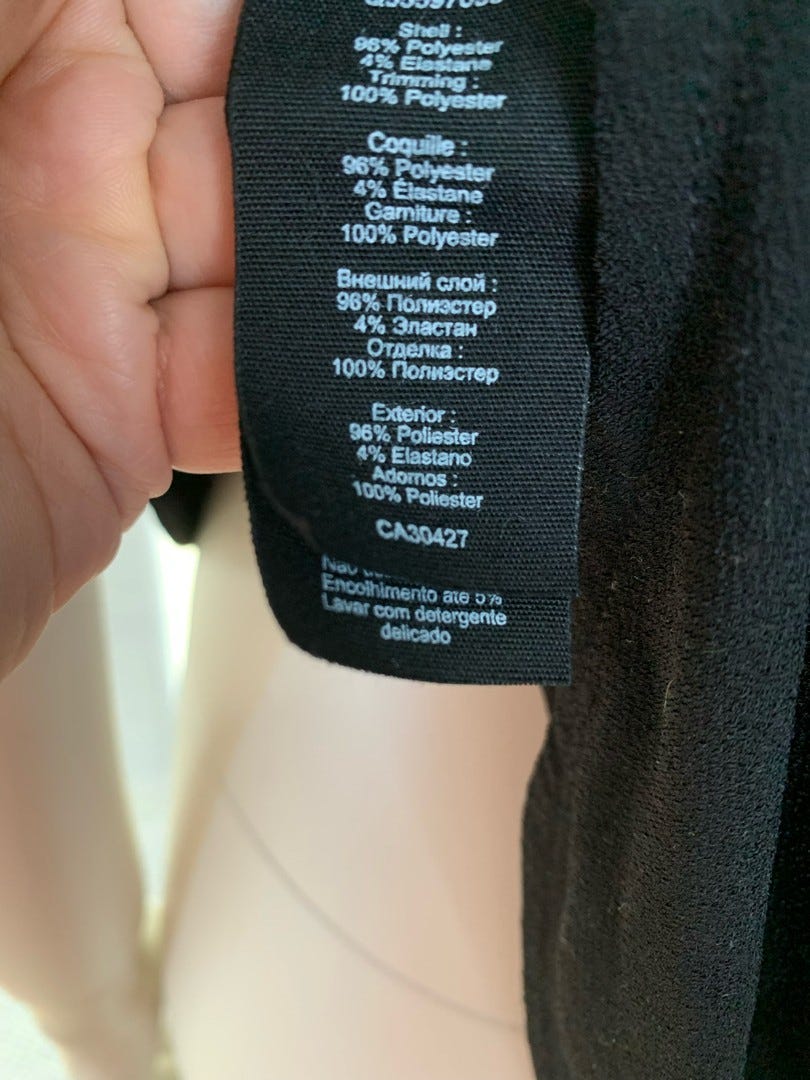 Shell :
96% Polyester
4% Elastane
Trimming :
100% Polyester
Coquille :
96% Polyester
4% Élastane
Garniture :
100% Polyester
Внешний слой :
96% Полиэстер
4% Эластан
Отделка :
100% Полиэстер
Exterior :
96% Poliester
4% Elastano
Adornos :
100% Poliester
CA30427
Não
Encolhimento até 5%
Lavar com detergente
delicado